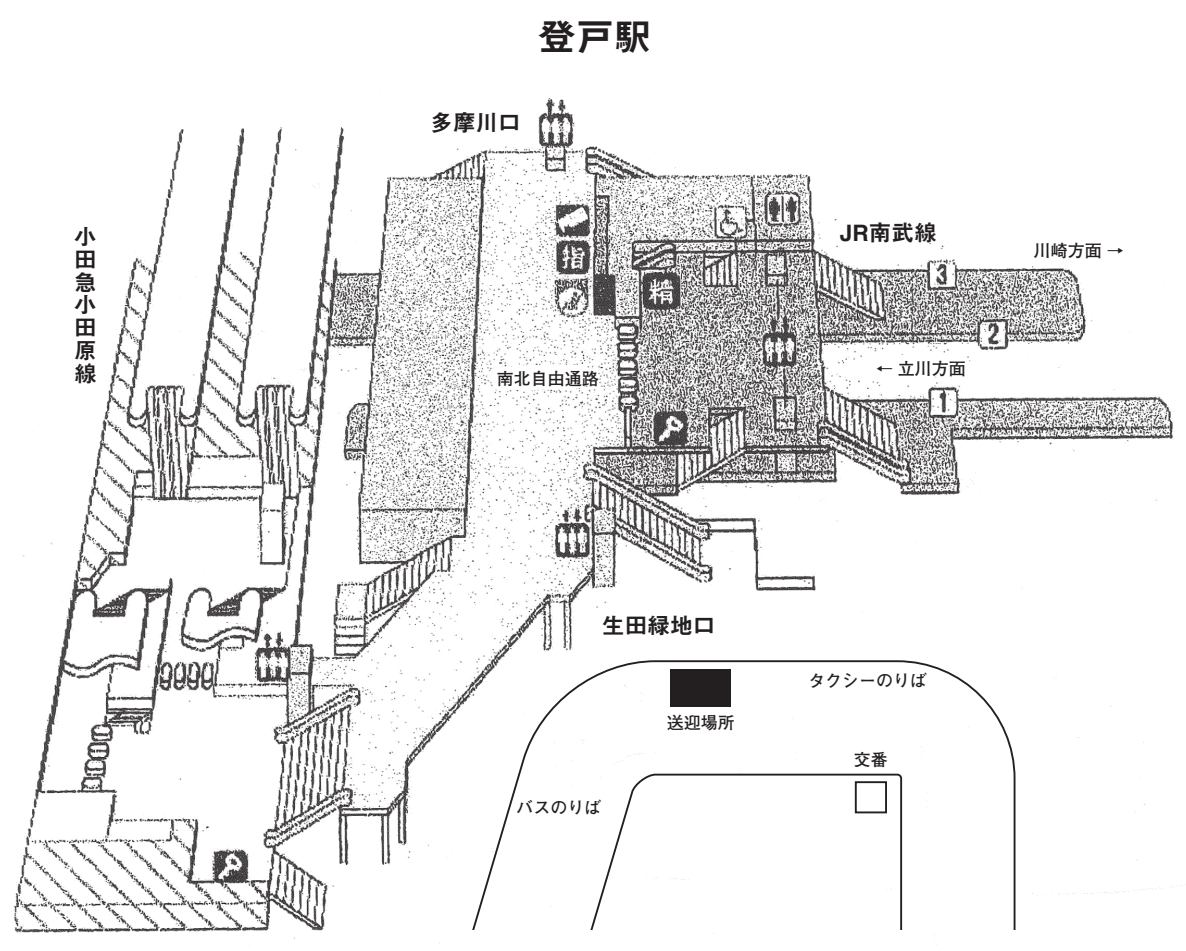 登戸駅
多摩川口
小田急小田原線
JR南武線
川崎方面 →
3
指
精
2
南北自由通路
← 立川方面
1
生田緑地口
タクシーのりば
送迎場所
交番
バスのりば